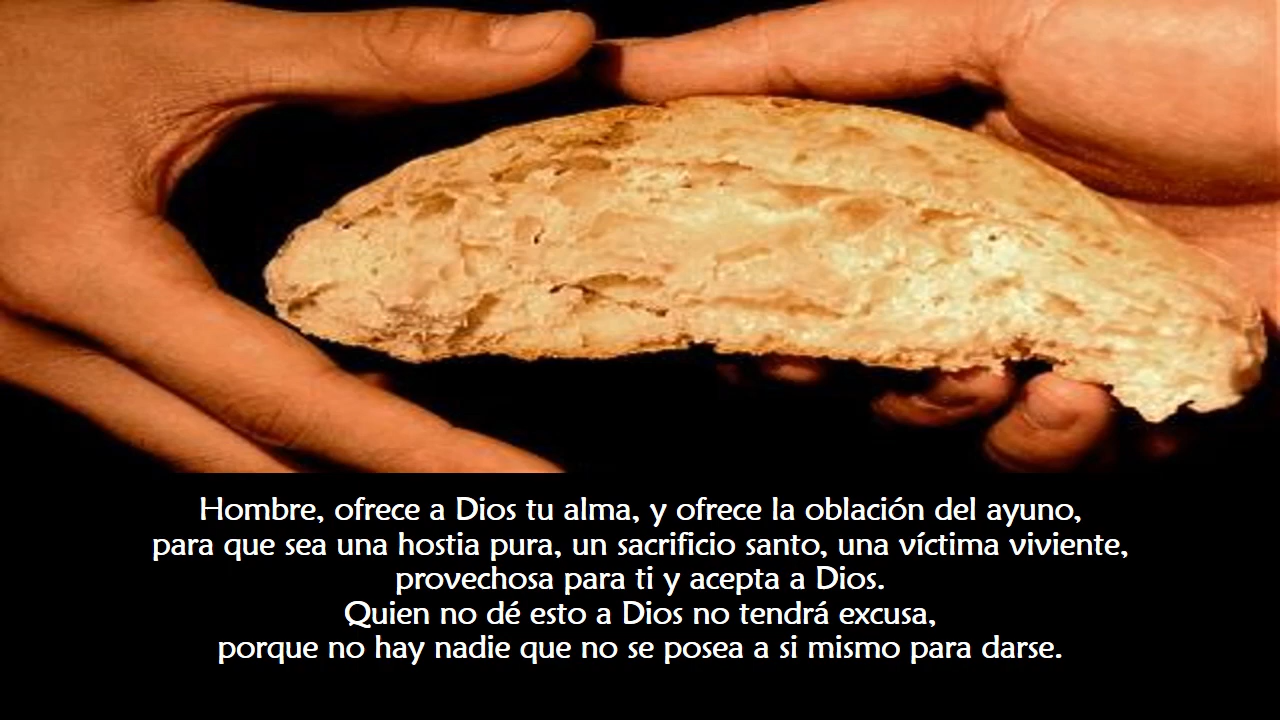 Hombre, ofrece a Dios tu alma, y ofrece la oblación del ayuno,
para que sea una hostia pura, un sacrificio santo, una víctima viviente,
provechosa para ti y acepta a Dios.
Quien no dé esto a Dios no tendrá excusa,
porque no hay nadie que no se posea a si mismo para darse.